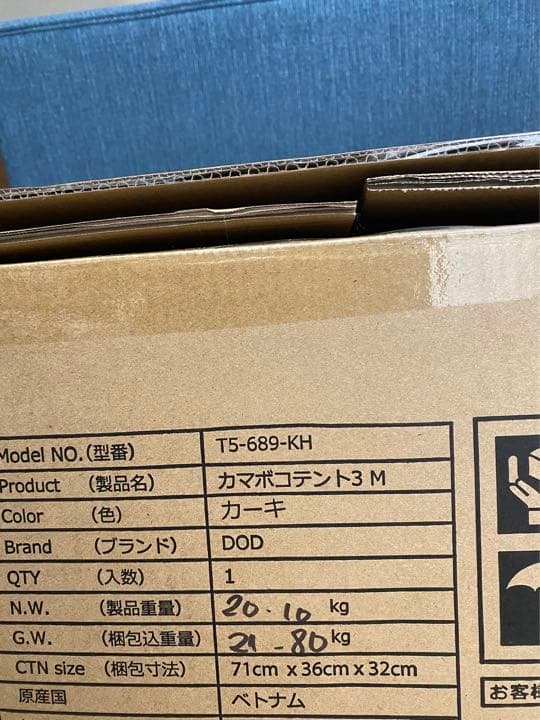 Model NO.(型番) T5-689-KH
Product (製品名) カマボコテント3 M
Color (色) カーキ
Brand (ブランド) DOD
QTY (入数) 1
N.W. (製品重量) 20.10 kg
G.W. (梱包込重量) 21.80 kg
CTN size (梱包寸法) 71cm x 36cm x 32cm
原産国 ベトナム
お客様